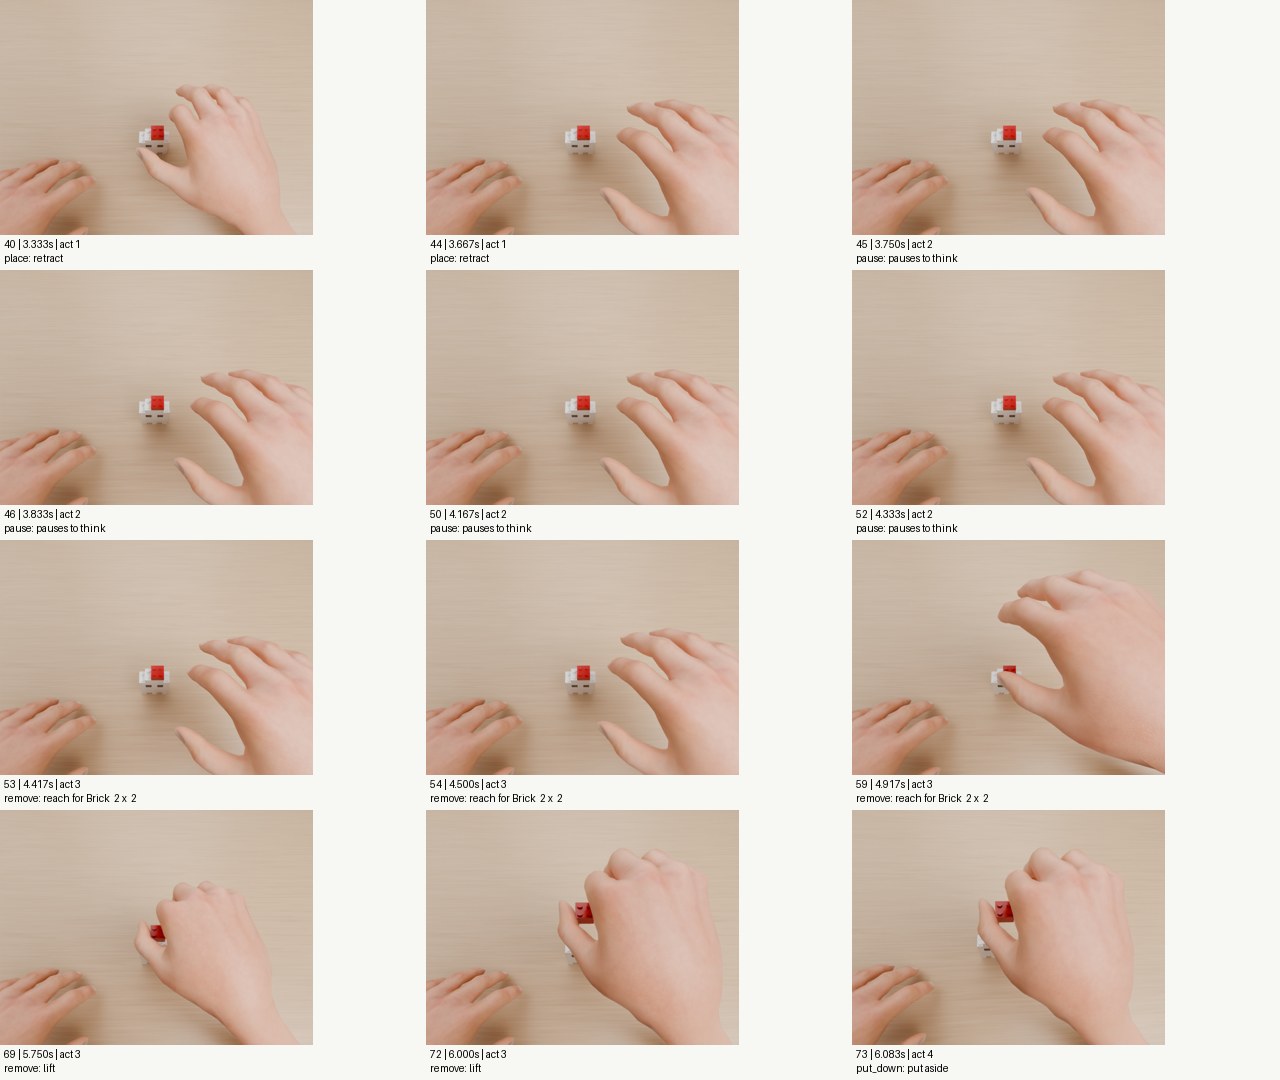 40 | 3.333s | act 1
place: retract
44 | 3.667s | act 1
place: retract
45 | 3.750s | act 2
pause: pauses to think
46 | 3.833s | act 2
pause: pauses to think
50 | 4.167s | act 2
pause: pauses to think
52 | 4.333s | act 2
pause: pauses to think
53 | 4.417s | act 3
remove: reach for Brick  2 x  2
54 | 4.500s | act 3
remove: reach for Brick  2 x  2
59 | 4.917s | act 3
remove: reach for Brick  2 x  2
69 | 5.750s | act 3
remove: lift
72 | 6.000s | act 3
remove: lift
73 | 6.083s | act 4
put_down: put aside